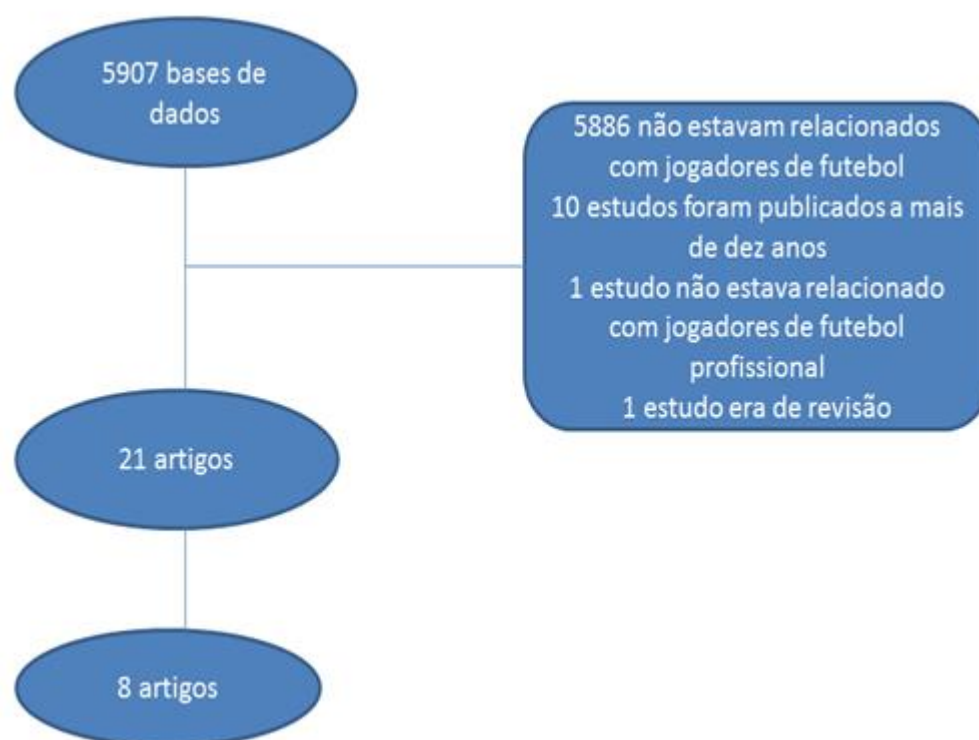 5907 bases de
dados
5886 não estavam relacionados
com jogadores de futebol
10 estudos foram publicados a mais
de dez anos
1 estudo não estava relacionado
com jogadores de futebol
profissional
1 estudo era de revisão
21 artigos
8 artigos